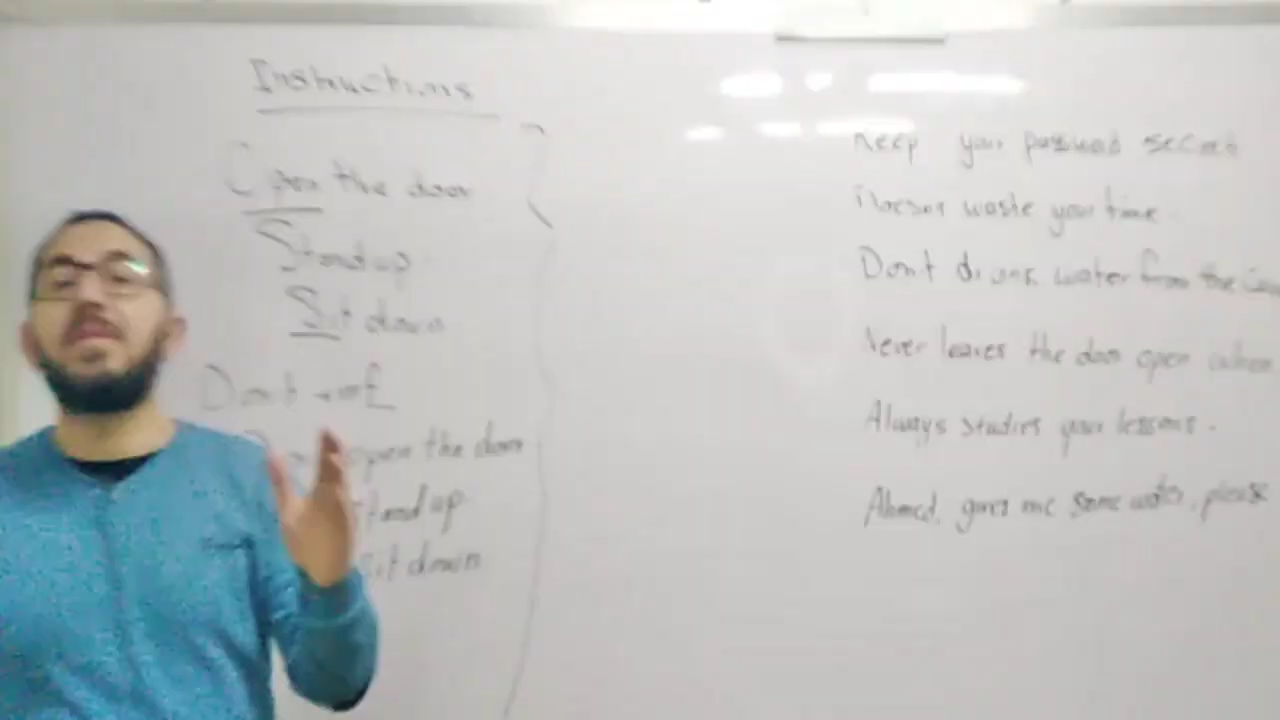 Instructions
Open the door
Stand up
Sit down
Don't + inf
open the door
Stand up
Sit down
Keep your password secret
Doesn't waste your time.
Don't drink water from the
Never leaves the door open when
Always studies your lessons.
Ahmed, gives me some water, please